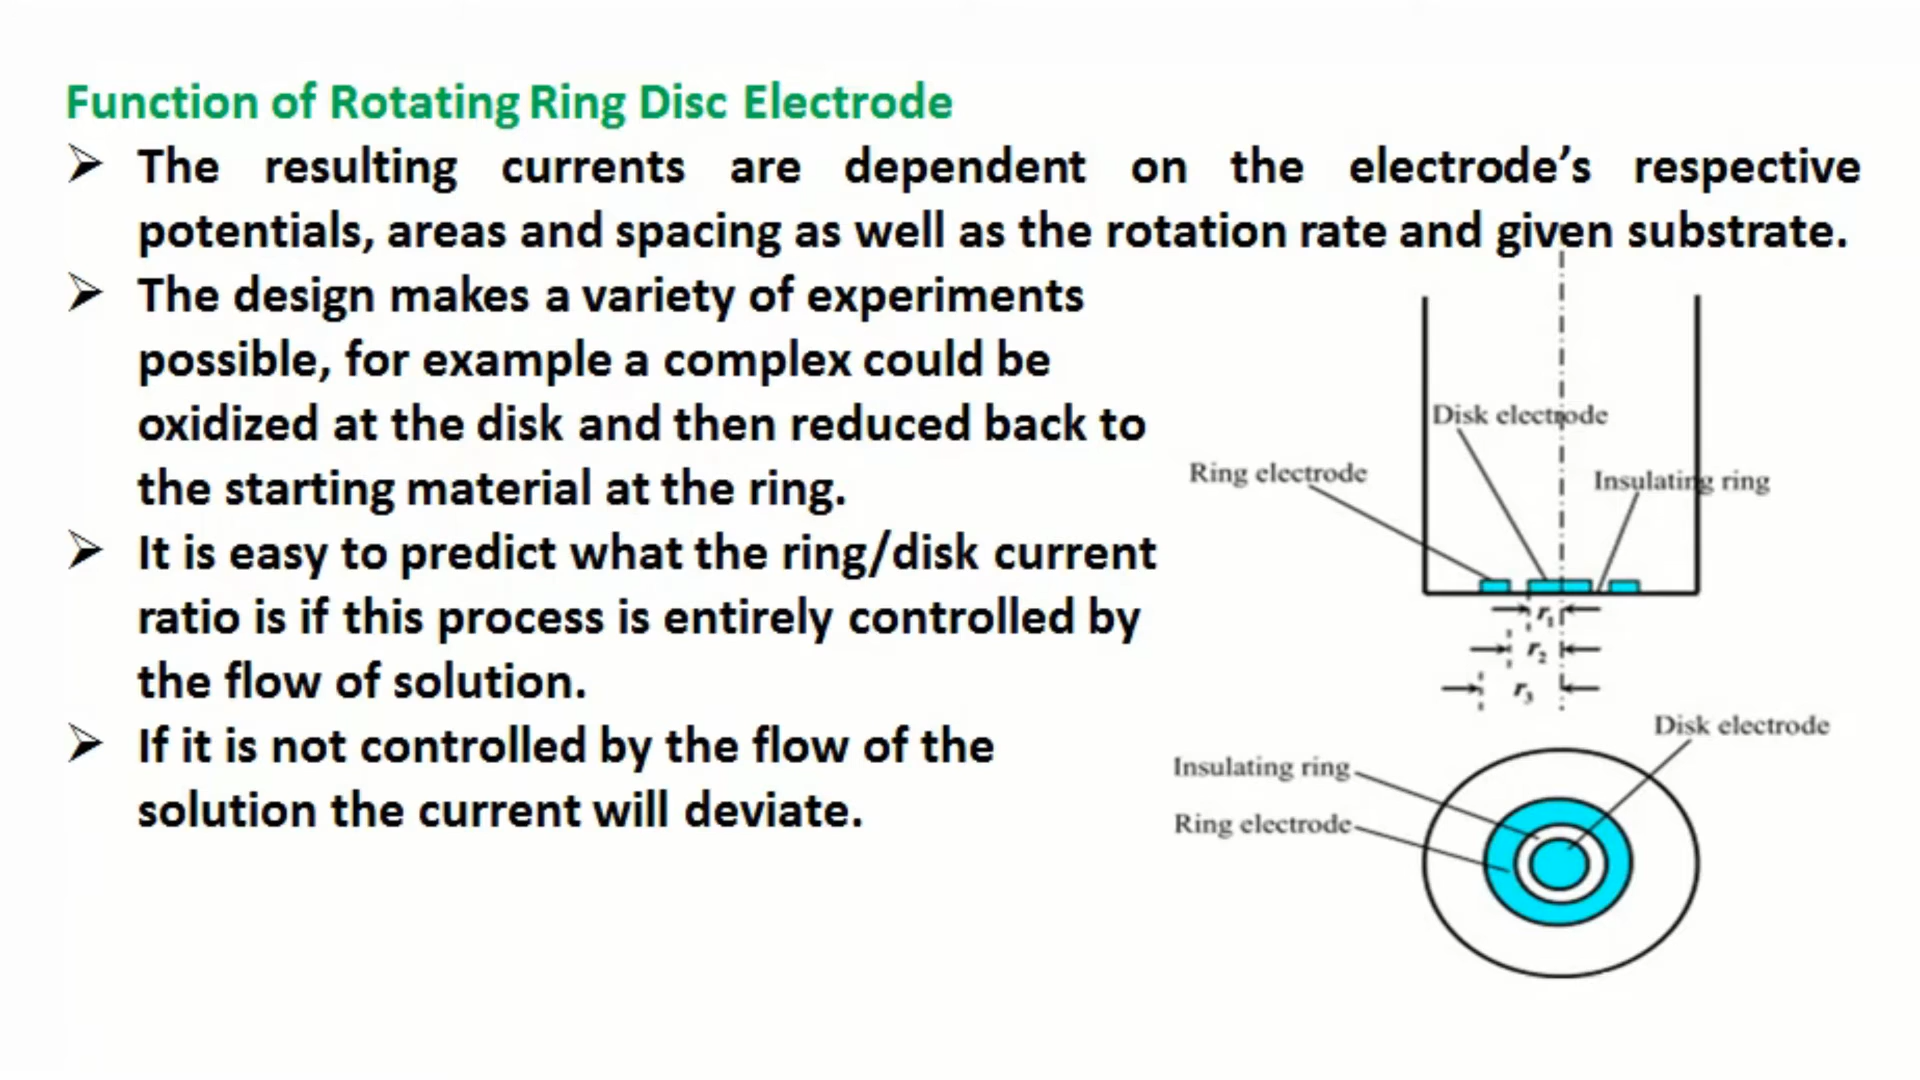 Function of Rotating Ring Disc Electrode
➢ The resulting currents are dependent on the electrode’s respective
potentials, areas and spacing as well as the rotation rate and given substrate.
➢ The design makes a variety of experiments
possible, for example a complex could be
oxidized at the disk and then reduced back to
the starting material at the ring.
➢ It is easy to predict what the ring/disk current
ratio is if this process is entirely controlled by
the flow of solution.
➢ If it is not controlled by the flow of the
solution the current will deviate.
Disk electrode
Ring electrode
Insulating ring
r₁
r₂
r₃
Disk electrode
Insulating ring
Ring electrode